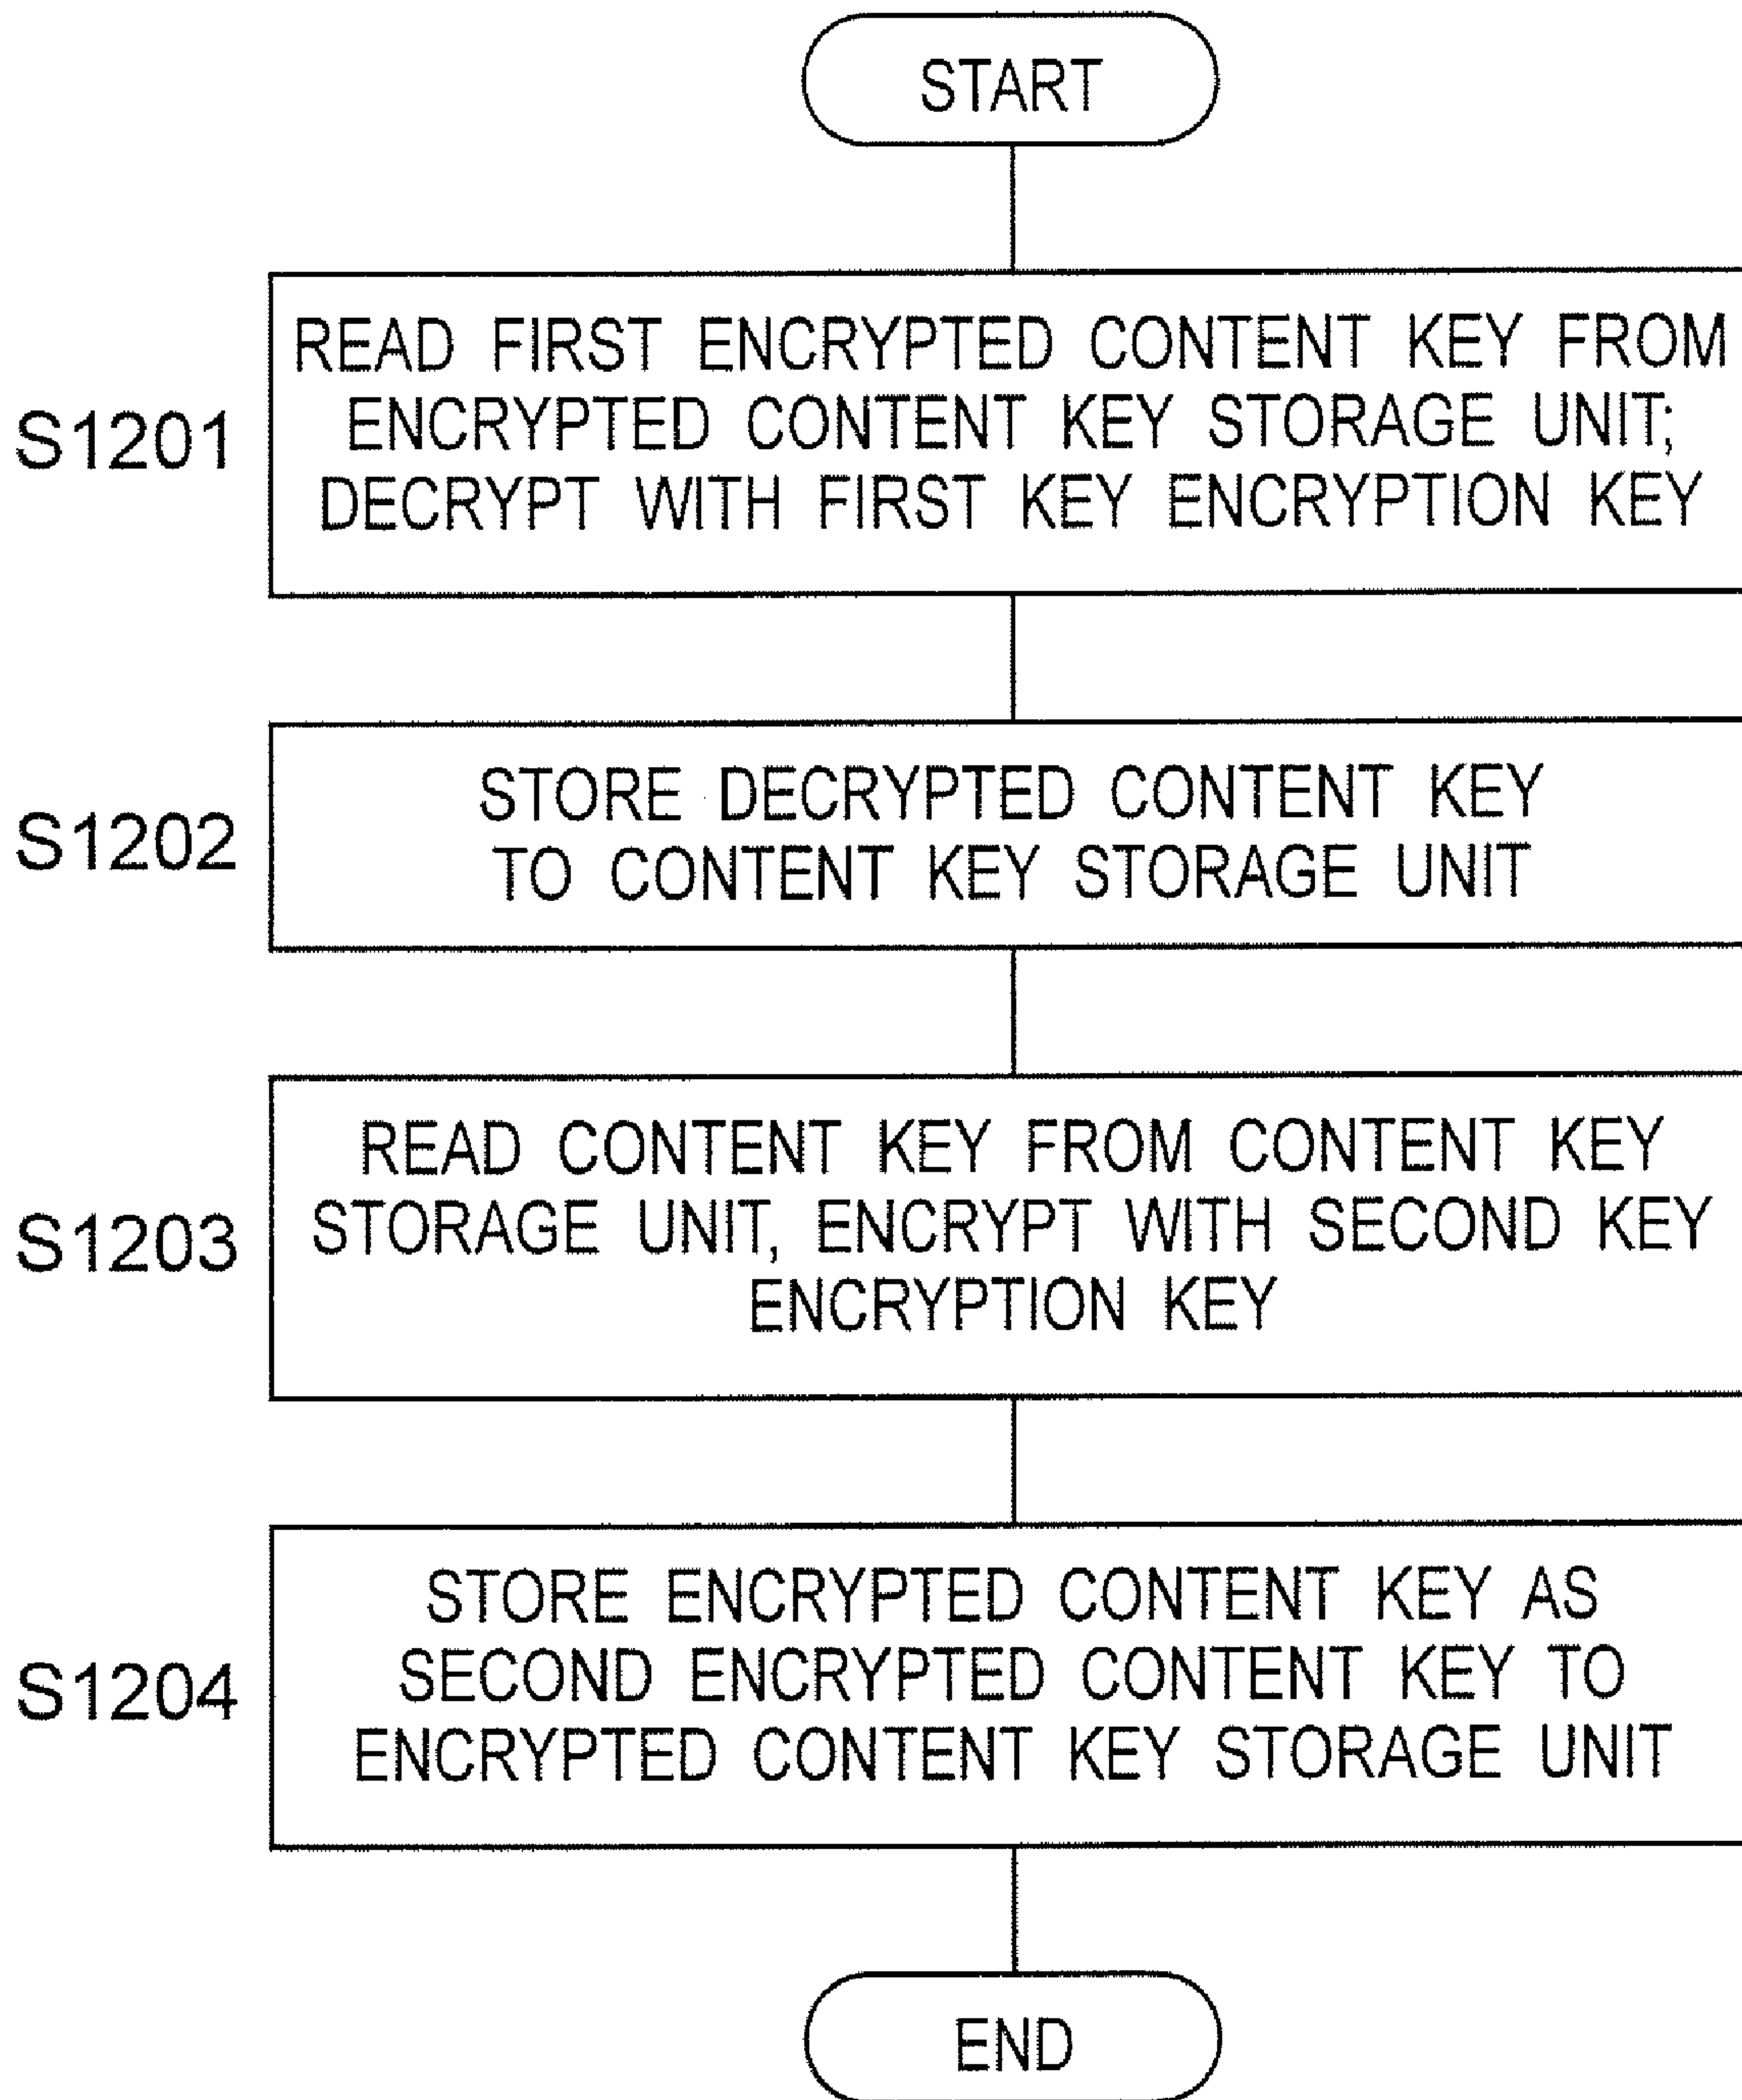 START
S1201
READ FIRST ENCRYPTED CONTENT KEY FROM
ENCRYPTED CONTENT KEY STORAGE UNIT;
DECRYPT WITH FIRST KEY ENCRYPTION KEY
S1202
STORE DECRYPTED CONTENT KEY
TO CONTENT KEY STORAGE UNIT
S1203
READ CONTENT KEY FROM CONTENT KEY
STORAGE UNIT, ENCRYPT WITH SECOND KEY
ENCRYPTION KEY
S1204
STORE ENCRYPTED CONTENT KEY AS
SECOND ENCRYPTED CONTENT KEY TO
ENCRYPTED CONTENT KEY STORAGE UNIT
END